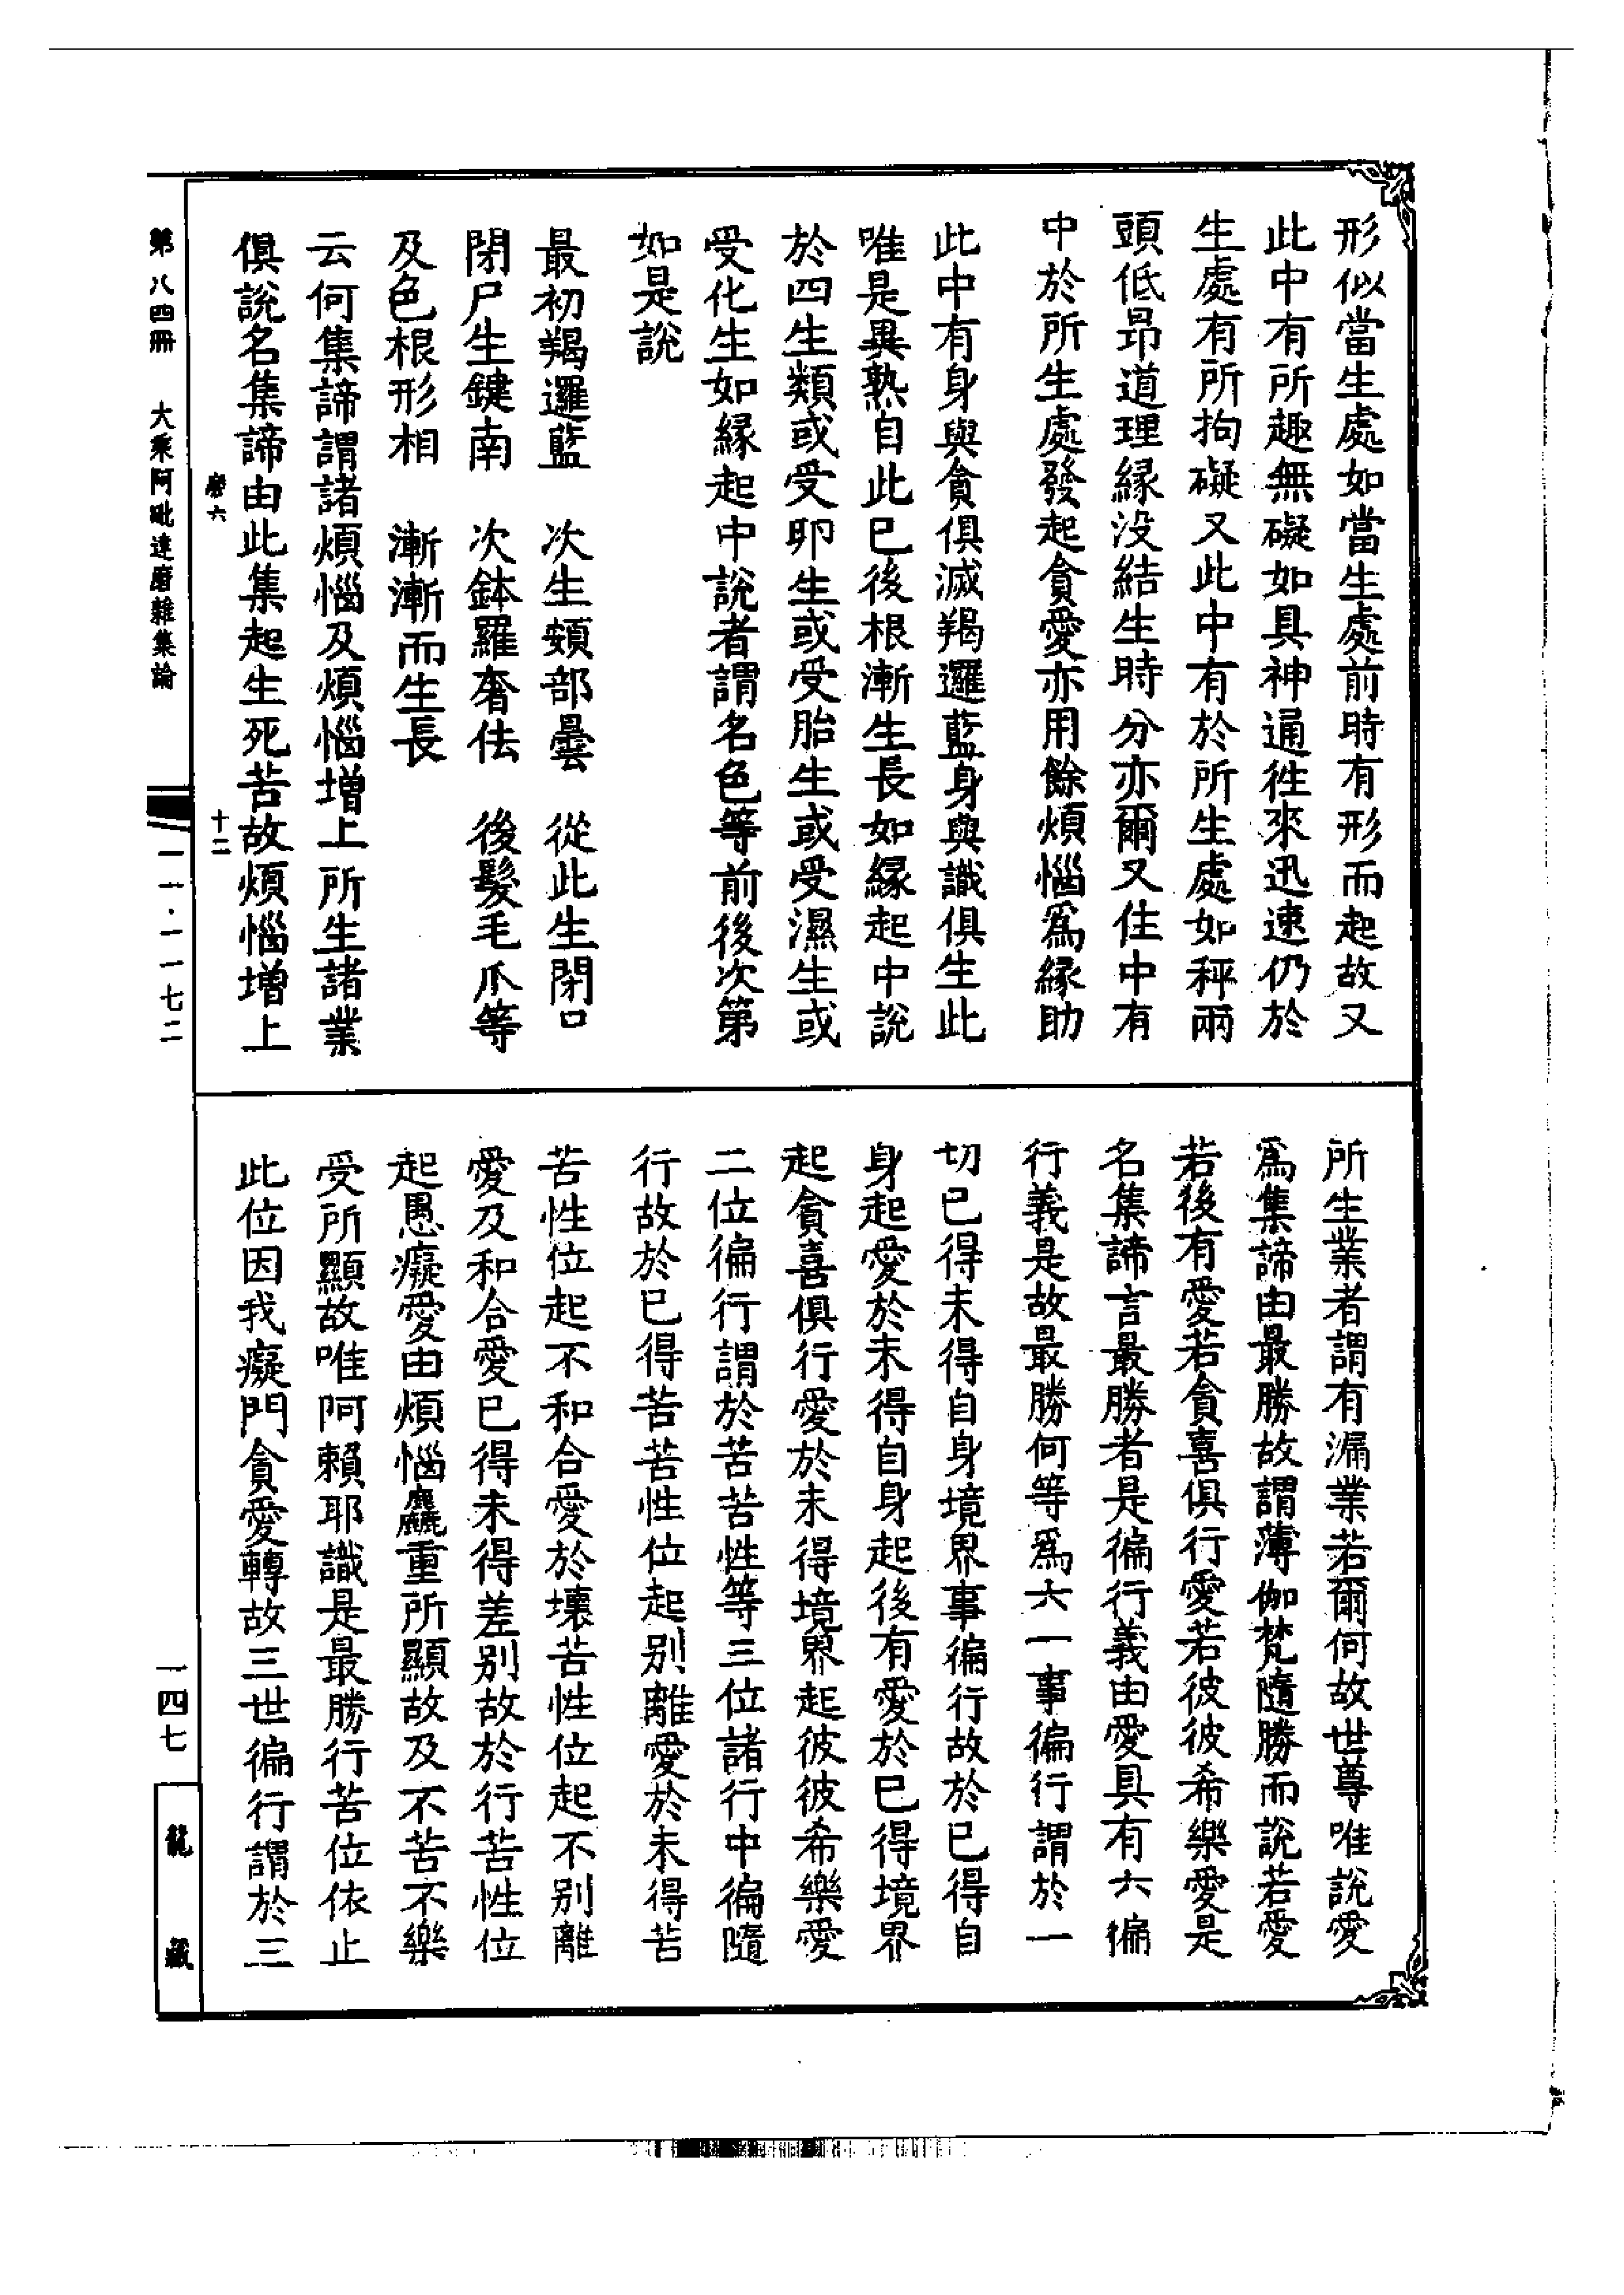 形似當生處如當生處前時有形而起故又
此中有所趣無礙如具神通徃來迅速仍於
生處有所拘礙又此中有於所生處如秤兩
頭低昂道理縁没結生時分亦爾又住中有
中於所生處發起貪愛亦用餘煩惱爲縁助
此中有身與貪俱滅羯邏藍身與識俱生此
唯是異熟自此已後根漸生長如縁起中說
於四生類或受卵生或受胎生或受濕生或
受化生如縁起中說者謂名色等前後次第
如是說
最初羯邏藍　次生頞部曇　從此生閉口
閉尸生鍵南　次鉢羅奢佉　後髮毛爪等
及色根形相　漸漸而生長
云何集諦謂諸煩惱及煩惱增上所生諸業
俱說名集諦由此集起生死苦故煩惱增上
所生業者謂有漏業若爾何故世尊唯說愛
爲集諦由最勝故謂薄伽梵隨勝而說若愛
若後有愛若貪喜俱行愛若彼彼希樂愛是
名集諦言最勝者是徧行義由愛具有六徧
行義是故最勝何等爲六一事徧行謂於一
切已得未得自身境界事徧行故於已得自
身起愛於未得自身起後有愛於已得境界
起貪喜俱行愛於未得境界起彼彼希樂愛
二位徧行謂於苦苦性等三位諸行中徧隨
行故於已得苦苦性位起别離愛於未得苦
苦性位起不和合愛於壞苦性位起不别離
愛及和合愛已得未得差别故於行苦性位
起愚癡愛由煩惱麤重所顯故及不苦不樂
受所顯故唯阿賴耶識是最勝行苦位依止
此位因我癡門貪愛轉故三世徧行謂於三
第八四冊　大乘阿毗達磨雜集論
磨六　十二
一一·一一七二
一四七
龍藏